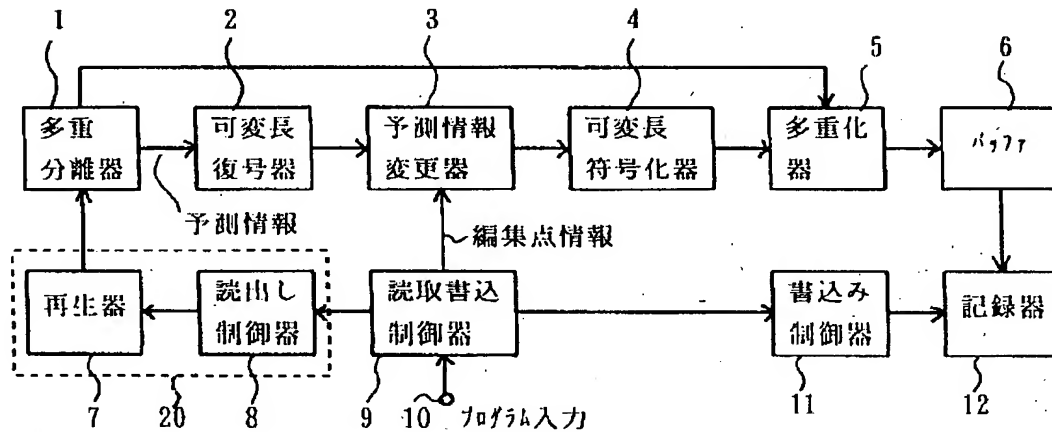 1
2
3
4
5
6
多重
分離器
可変長
復号器
予測情報
変更器
可変長
符号化器
多重化
器
バッファ
予測情報
編集点情報
再生器
読出し
制御器
読取書込
制御器
書込み
制御器
記録器
7
20
8
9
10
プログラム入力
11
12